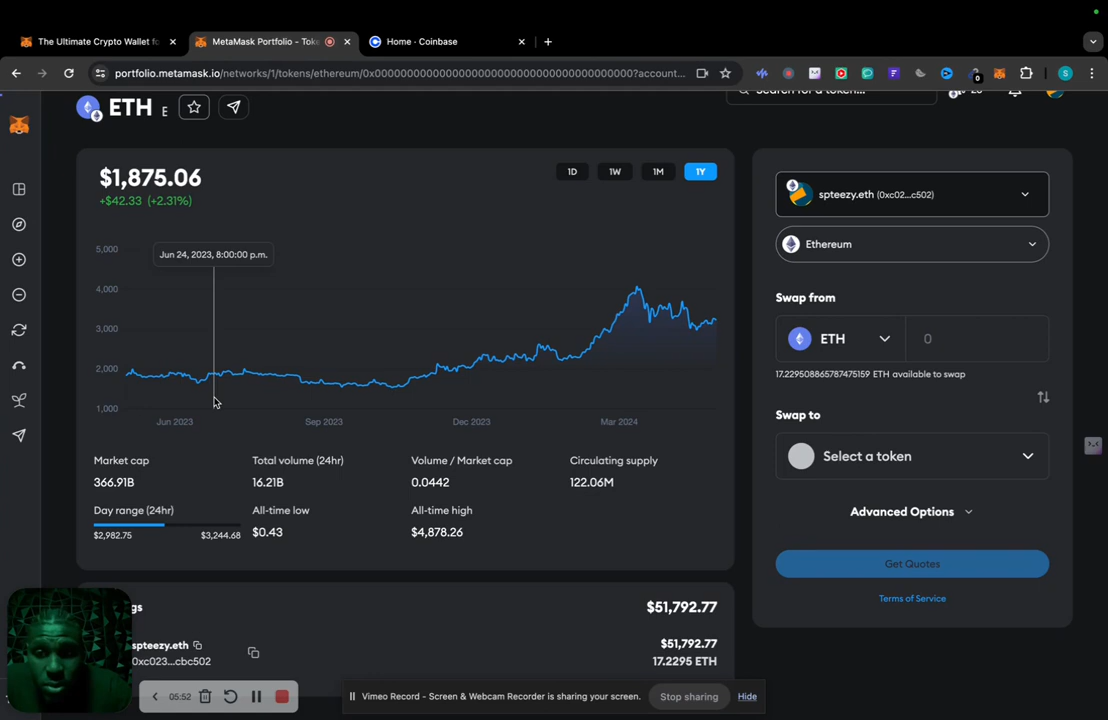 The Ultimate Crypto Wallet fo
MetaMask Portfolio - Toke
Home · Coinbase
portfolio.metamask.io/networks/1/tokens/ethereum/0x0000000000000000000000000000000000000000?account...
0
S
ETH E
Search for a token...
$1,875.06
+$42.33 (+2.31%)
1D 1W 1M 1Y
5,000
Jun 24, 2023, 8:00:00 p.m.
4,000
3,000
2,000
1,000
Jun 2023 Sep 2023 Dec 2023 Mar 2024
Market cap Total volume (24hr) Volume / Market cap Circulating supply
366.91B 16.21B 0.0442 122.06M
Day range (24hr) All-time low All-time high
$2,982.75 $3,244.68 $0.43 $4,878.26
spteezy.eth (0xc02...c502)
Ethereum
Swap from
ETH 0
17.229508865787475159 ETH available to swap
Swap to
Select a token
Advanced Options
Get Quotes
Terms of Service
gs $51,792.77
spteezy.eth $51,792.77
0xc023...cbc502 17.2295 ETH
05:52
Vimeo Record - Screen & Webcam Recorder is sharing your screen. Stop sharing Hide